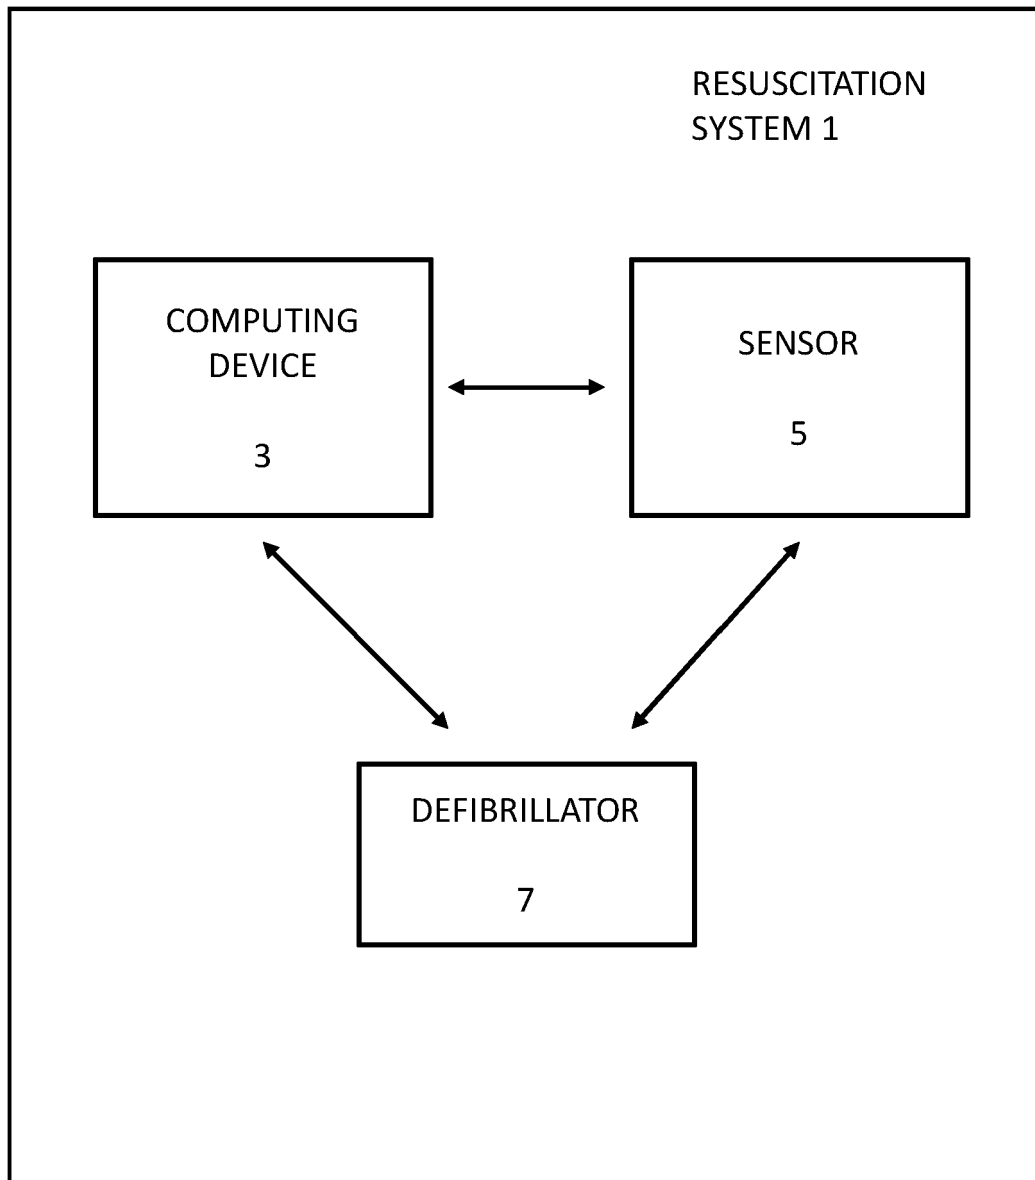 RESUSCITATION
SYSTEM 1
COMPUTING
DEVICE
3
SENSOR
5
DEFIBRILLATOR
7